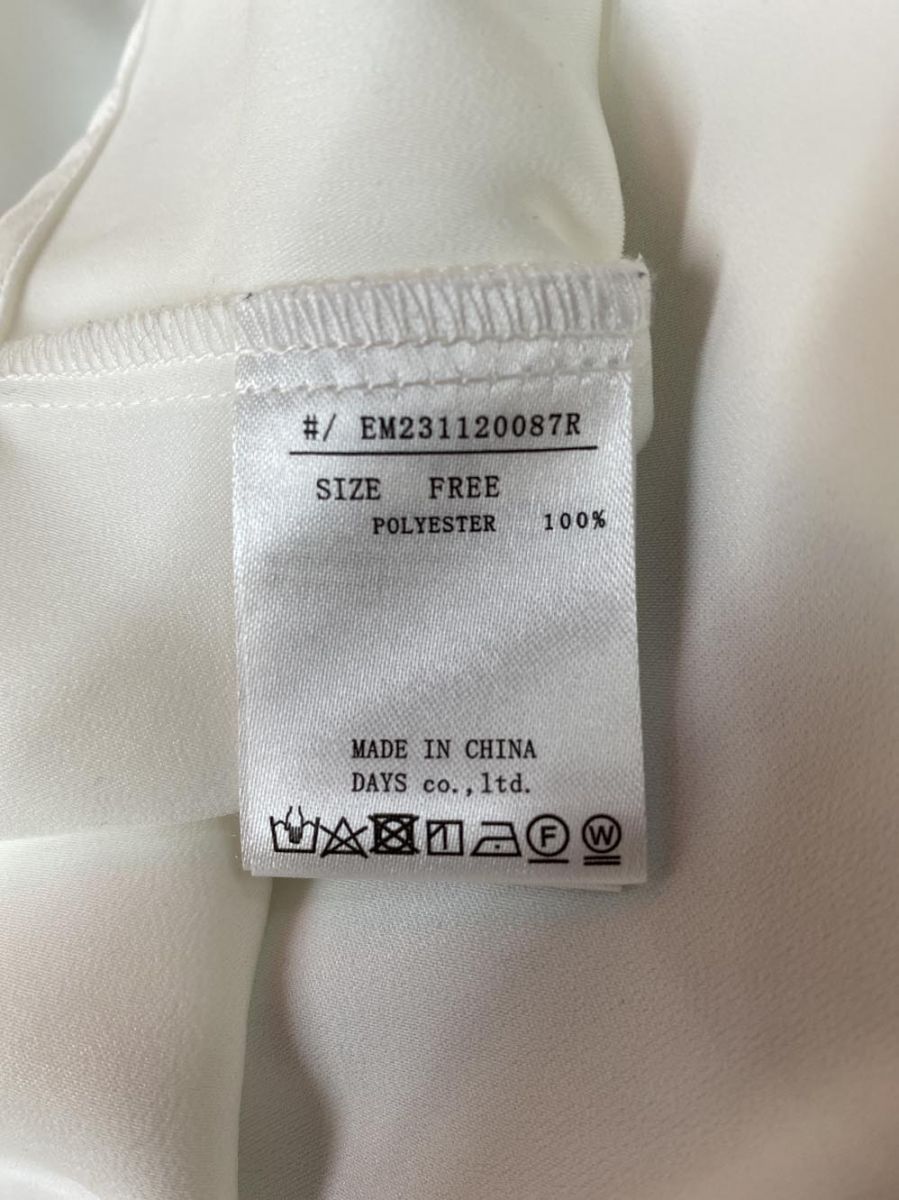 #/ EM231120087R
SIZE FREE
POLYESTER 100%
MADE IN CHINA
DAYS co.,ltd.
F W